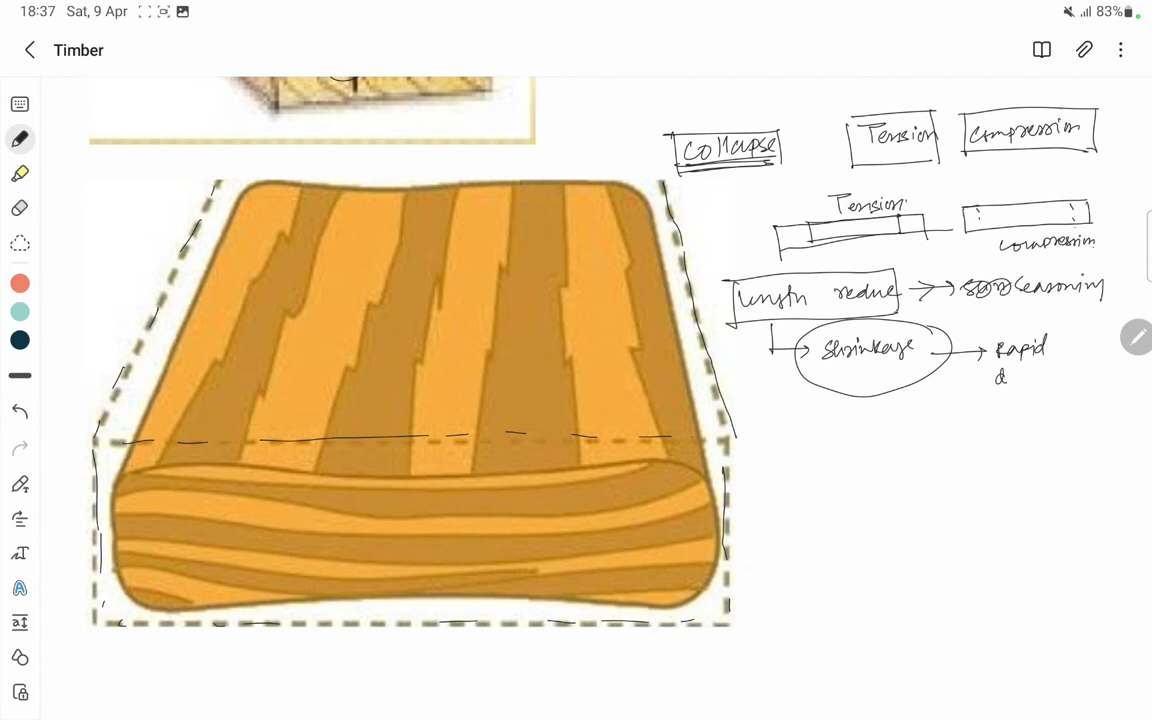 18:37 Sat, 9 Apr
83%
Timber
Collapse
Tension
Compression
Tension
Compression
length reduce → → Seasoning
Shrinkage → Rapid
d